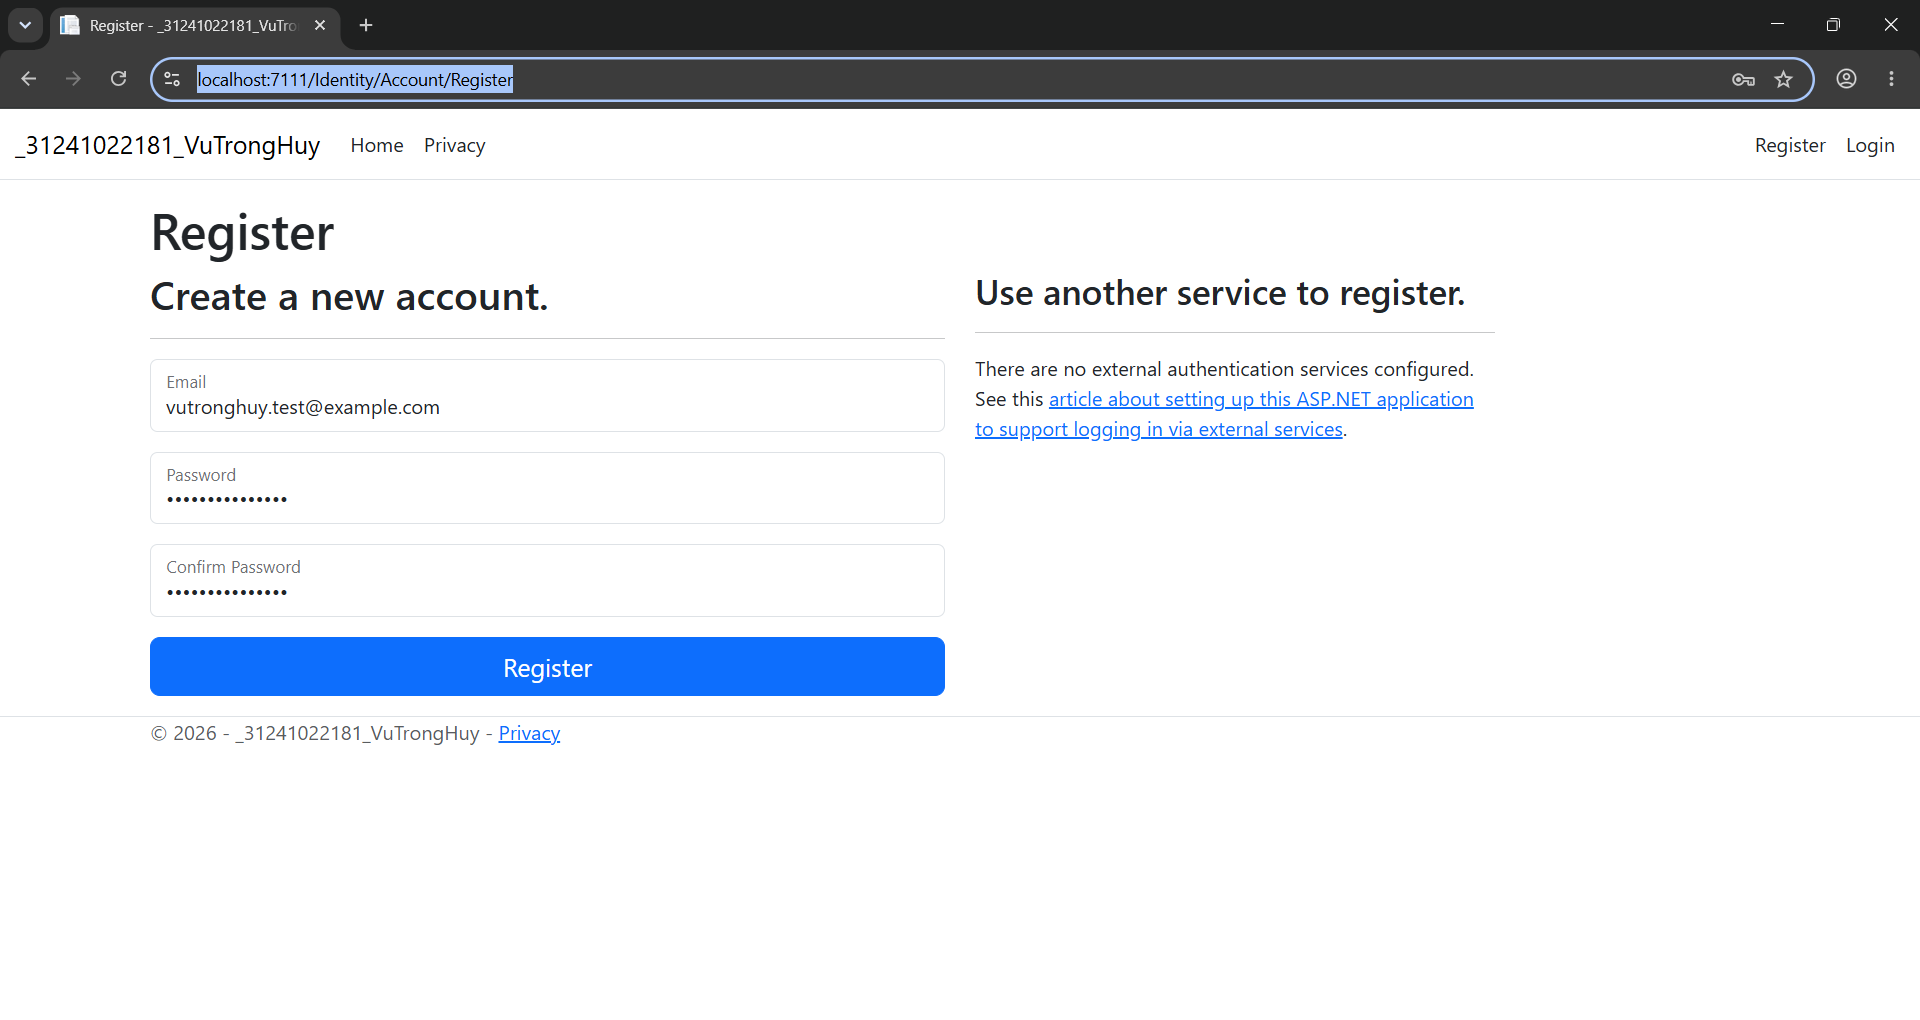 Register - _31241022181_VuTro
localhost:7111/Identity/Account/Register
_31241022181_VuTrongHuy Home Privacy Register Login
Register
Create a new account.
Email
vutronghuy.test@example.com
Password
•••••••••••••••
Confirm Password
•••••••••••••••
Register
Use another service to register.
There are no external authentication services configured.
See this article about setting up this ASP.NET application
to support logging in via external services.
© 2026 - _31241022181_VuTrongHuy - Privacy